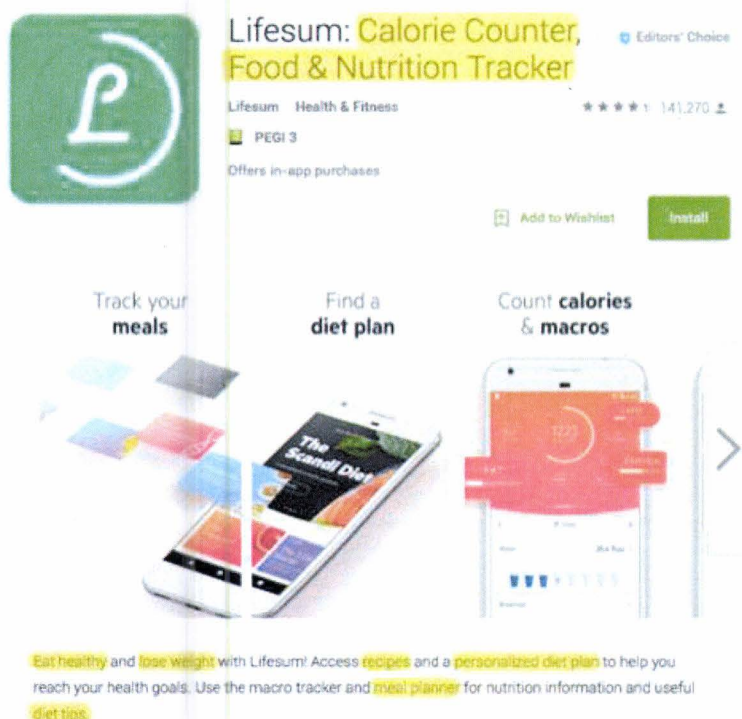 Lifesum: Calorie Counter,
Food & Nutrition Tracker
Editors' Choice
Lifesum Health & Fitness
141,270
PEGI 3
Offers in-app purchases
Add to Wishlist
Install
Track your
meals
Find a
diet plan
Count calories
& macros
The
Scandi Diet
Eat healthy and lose weight with Lifesum! Access recipes and a personalized diet plan to help you
reach your health goals. Use the macro tracker and meal planner for nutrition information and useful
diet tips.